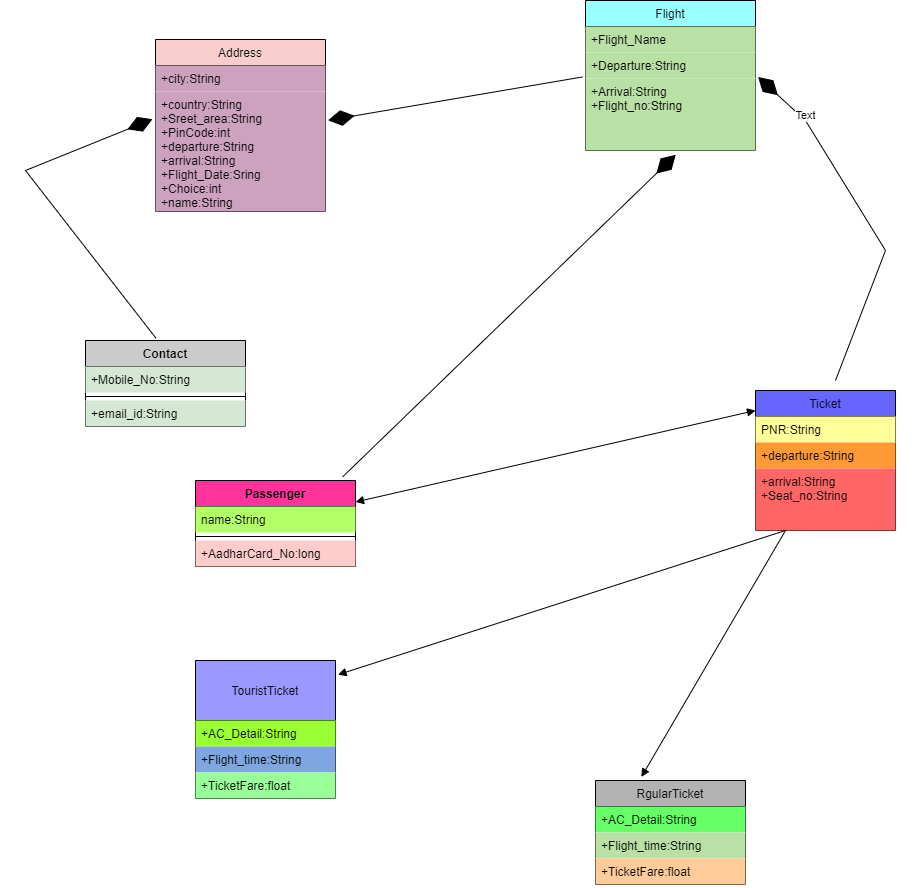 Flight
+Flight_Name
+Departure:String
+Arrival:String
+Flight_no:String
Address
+city:String
+country:String
+Sreet_area:String
+PinCode:int
+departure:String
+arrival:String
+Flight_Date:Sring
+Choice:int
+name:String
Text
Contact
+Mobile_No:String
+email_id:String
Ticket
PNR:String
+departure:String
+arrival:String
+Seat_no:String
Passenger
name:String
+AadharCard_No:long
TouristTicket
+AC_Detail:String
+Flight_time:String
+TicketFare:float
RgularTicket
+AC_Detail:String
+Flight_time:String
+TicketFare:float